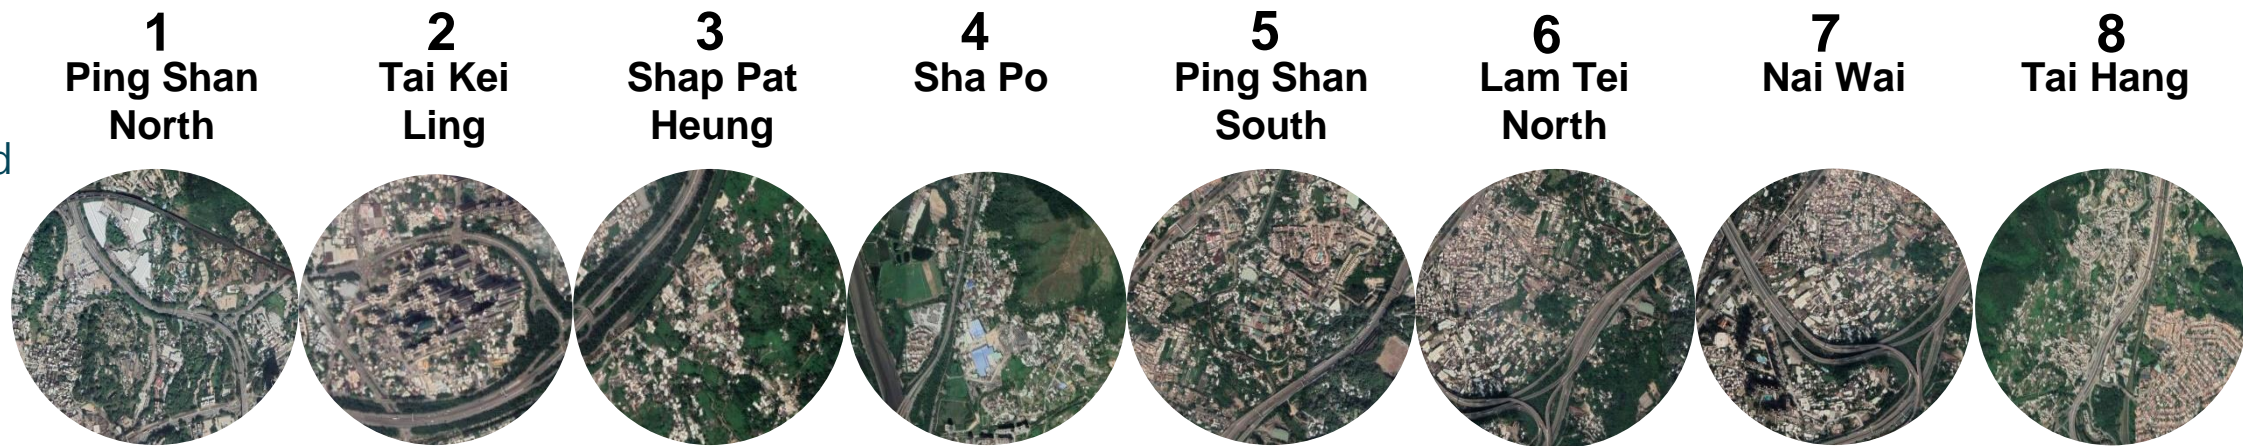 1
Ping Shan
North
2
Tai Kei
Ling
3
Shap Pat
Heung
4
Sha Po
5
Ping Shan
South
6
Lam Tei
North
7
Nai Wai
8
Tai Hang
d